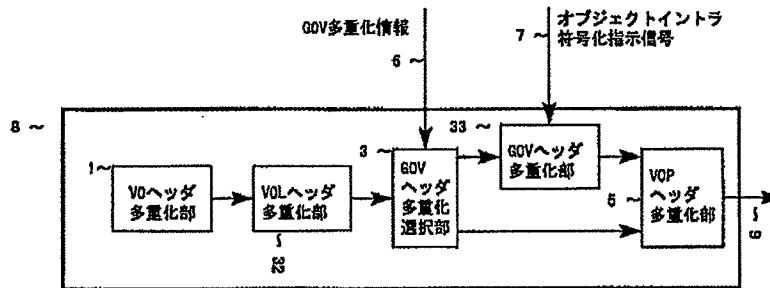 GOV多重化情報
6 ~
7 ~
オブジェクトイントラ
符号化指示信号
8 ~
1~
VOヘッダ
多重化部
VOLヘッダ
多重化部
~
32
3 ~
GOV
ヘッダ
多重化
選択部
33 ~
GOVヘッダ
多重化部
5 ~
VOP
ヘッダ
多重化部
~
9